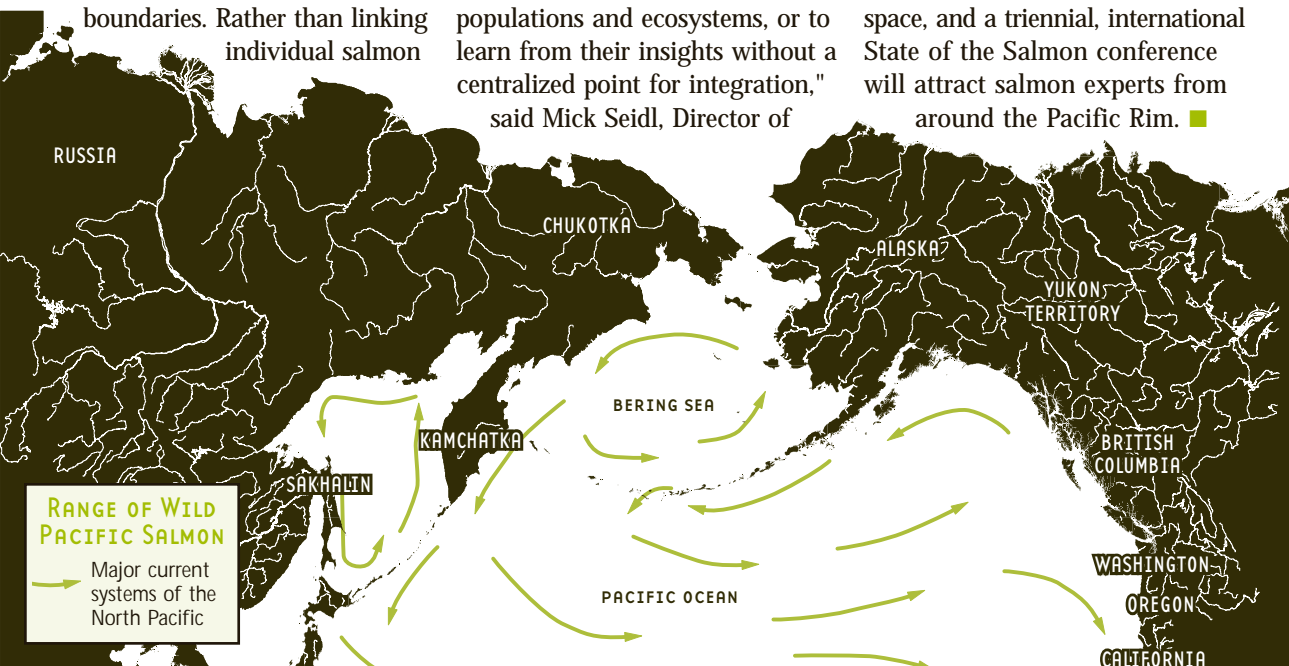 boundaries. Rather than linking
individual salmon
populations and ecosystems, or to
learn from their insights without a
centralized point for integration,"
said Mick Seidl, Director of
space, and a triennial, international
State of the Salmon conference
will attract salmon experts from
around the Pacific Rim. ■
RUSSIA
CHUKOTKA
ALASKA
YUKON
TERRITORY
BERING SEA
KAMCHATKA
BRITISH
COLUMBIA
SAKHALIN
RANGE OF WILD
PACIFIC SALMON
Major current
systems of the
North Pacific
PACIFIC OCEAN
WASHINGTON
OREGON
CALIFORNIA